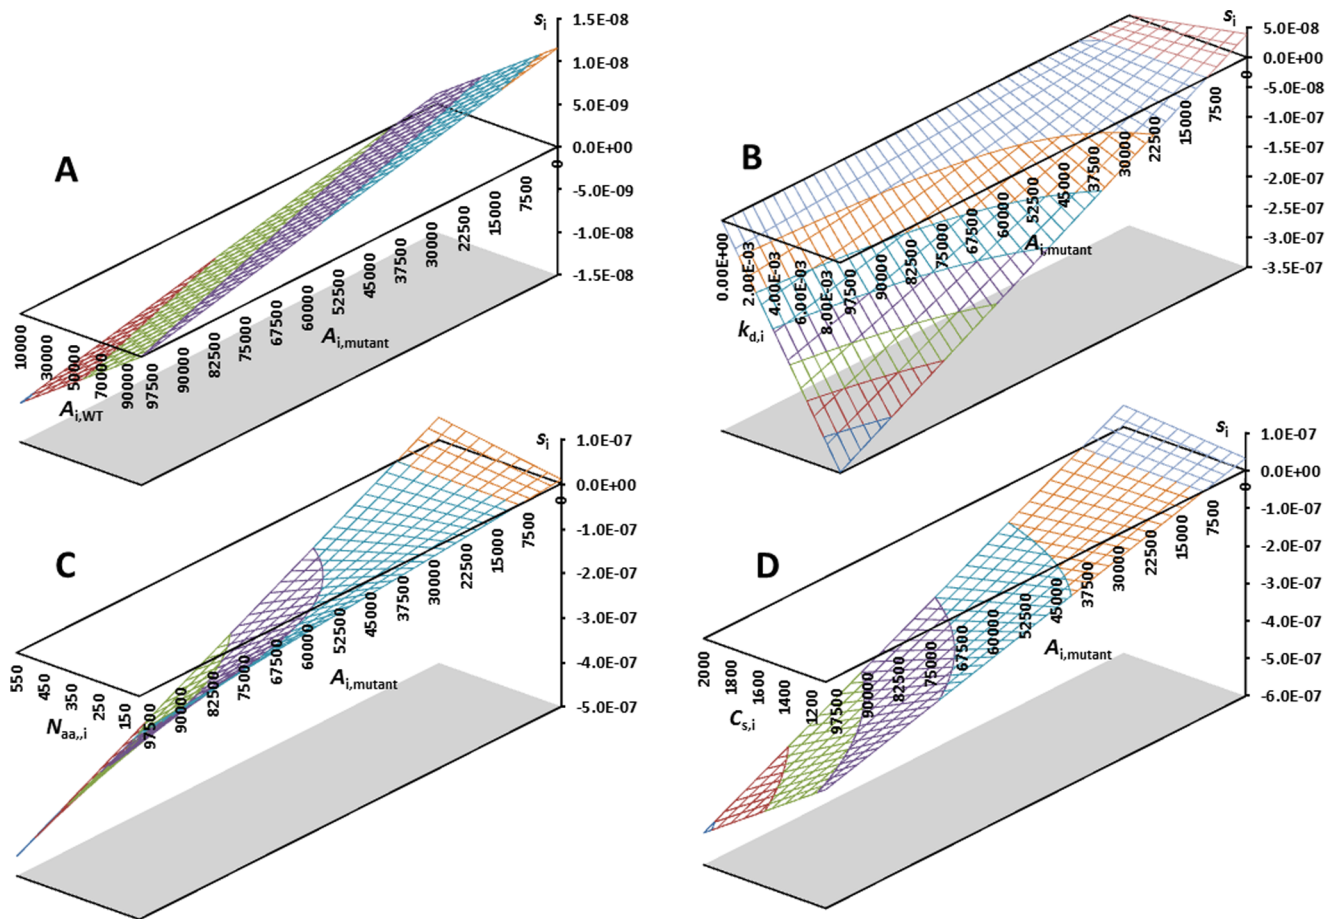 A
s_i
1.5E-08
1.0E-08
5.0E-09
0.0E+00
-5.0E-09
-1.0E-08
-1.5E-08
0
7500
15000
22500
30000
37500
45000
52500
60000
67500
75000
82500
90000
97500
A_i,mutant
10000
30000
50000
70000
90000
A_i,WT
B
s_i
5.0E-08
0.0E+00
-5.0E-08
-1.0E-07
-1.5E-07
-2.0E-07
-2.5E-07
-3.0E-07
-3.5E-07
0
7500
15000
22500
30000
37500
45000
52500
60000
67500
75000
82500
90000
97500
A_i,mutant
0.00E+00
2.00E-03
4.00E-03
6.00E-03
8.00E-03
k_d,i
C
s_i
1.0E-07
0.0E+00
-1.0E-07
-2.0E-07
-3.0E-07
-4.0E-07
-5.0E-07
0
7500
15000
22500
30000
37500
45000
52500
60000
67500
75000
82500
90000
97500
A_i,mutant
550
450
350
250
150
N_aa,,i
D
s_i
1.0E-07
0.0E+00
-1.0E-07
-2.0E-07
-3.0E-07
-4.0E-07
-5.0E-07
-6.0E-07
0
7500
15000
22500
30000
37500
45000
52500
60000
67500
75000
82500
90000
97500
A_i,mutant
2000
1800
1600
1400
1200
C_s,i